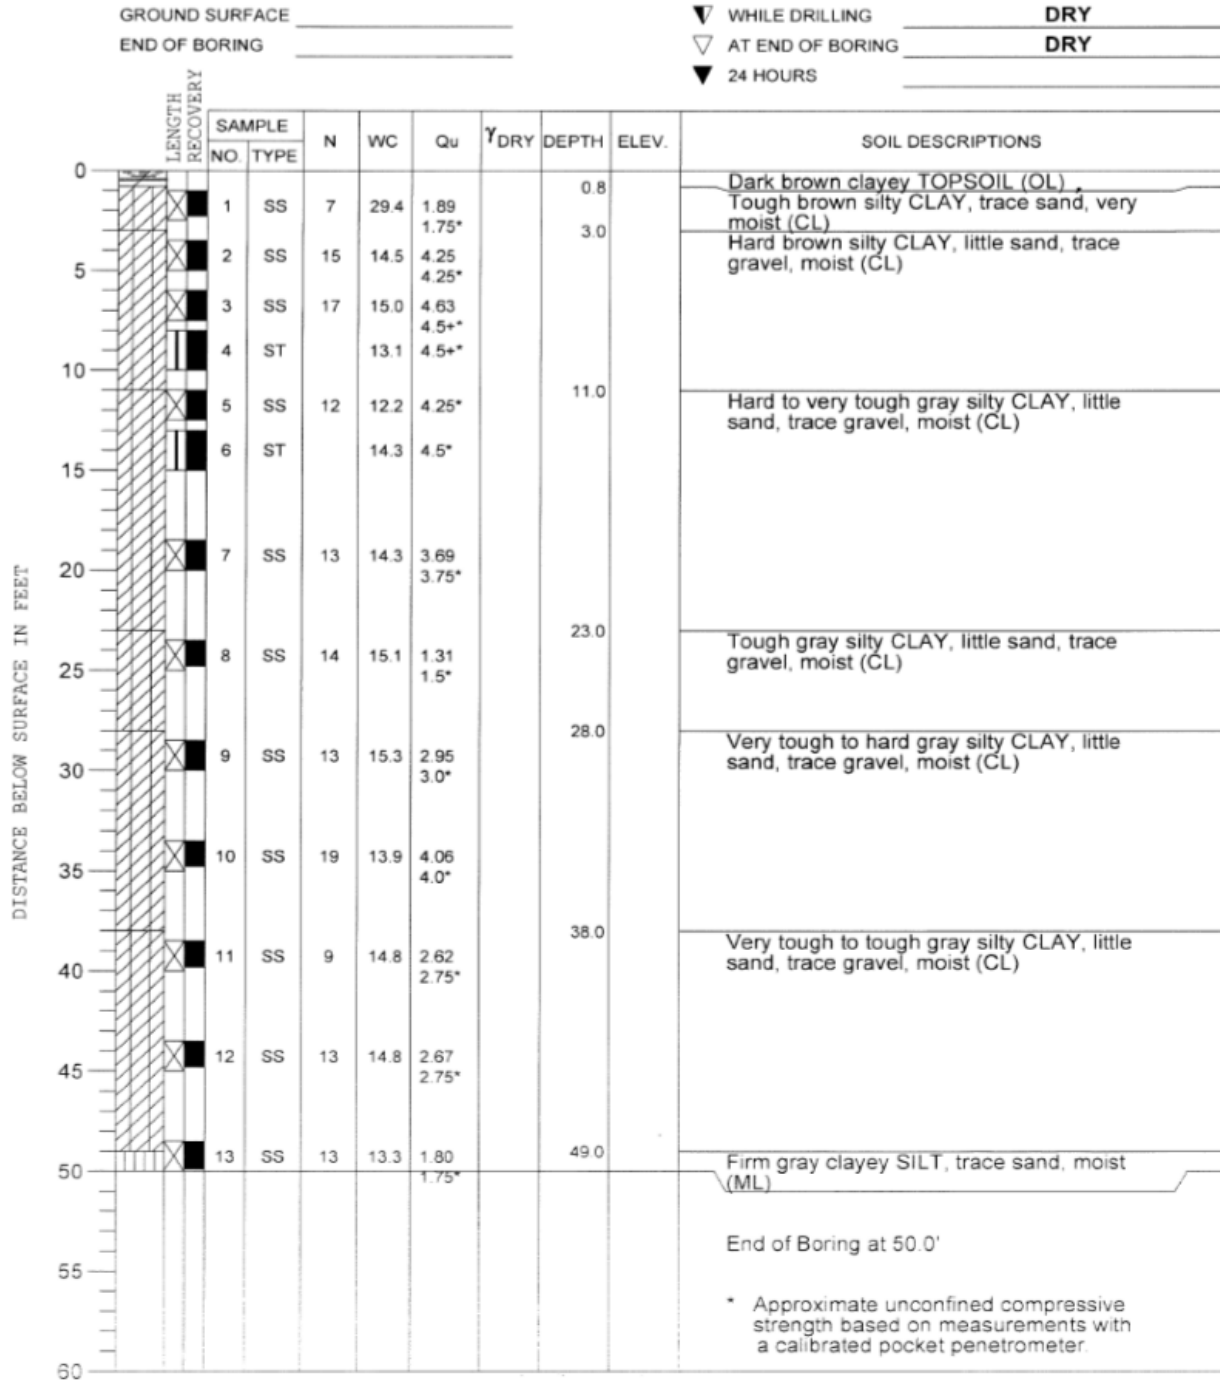 GROUND SURFACE
END OF BORING
WHILE DRILLING DRY
AT END OF BORING DRY
24 HOURS
LENGTH
RECOVERY
SAMPLE
NO. TYPE N WC Qu γDRY DEPTH ELEV. SOIL DESCRIPTIONS
DISTANCE BELOW SURFACE IN FEET
0
0.8 Dark brown clayey TOPSOIL (OL)
1 SS 7 29.4 1.89 Tough brown silty CLAY, trace sand, very
1.75* moist (CL)
3.0 Hard brown silty CLAY, little sand, trace
2 SS 15 14.5 4.25 gravel, moist (CL)
5 4.25*
3 SS 17 15.0 4.63
4.5+*
4 ST 13.1 4.5+*
10
11.0 Hard to very tough gray silty CLAY, little
5 SS 12 12.2 4.25* sand, trace gravel, moist (CL)
6 ST 14.3 4.5*
15
7 SS 13 14.3 3.69
20 3.75*
23.0 Tough gray silty CLAY, little sand, trace
8 SS 14 15.1 1.31 gravel, moist (CL)
25 1.5*
28.0 Very tough to hard gray silty CLAY, little
9 SS 13 15.3 2.95 sand, trace gravel, moist (CL)
30 3.0*
10 SS 19 13.9 4.06
35 4.0*
38.0 Very tough to tough gray silty CLAY, little
11 SS 9 14.8 2.62 sand, trace gravel, moist (CL)
40 2.75*
12 SS 13 14.8 2.67
45 2.75*
49.0 Firm gray clayey SILT, trace sand, moist
13 SS 13 13.3 1.80 (ML)
50 1.75*
End of Boring at 50.0'
55
* Approximate unconfined compressive
strength based on measurements with
a calibrated pocket penetrometer.
60